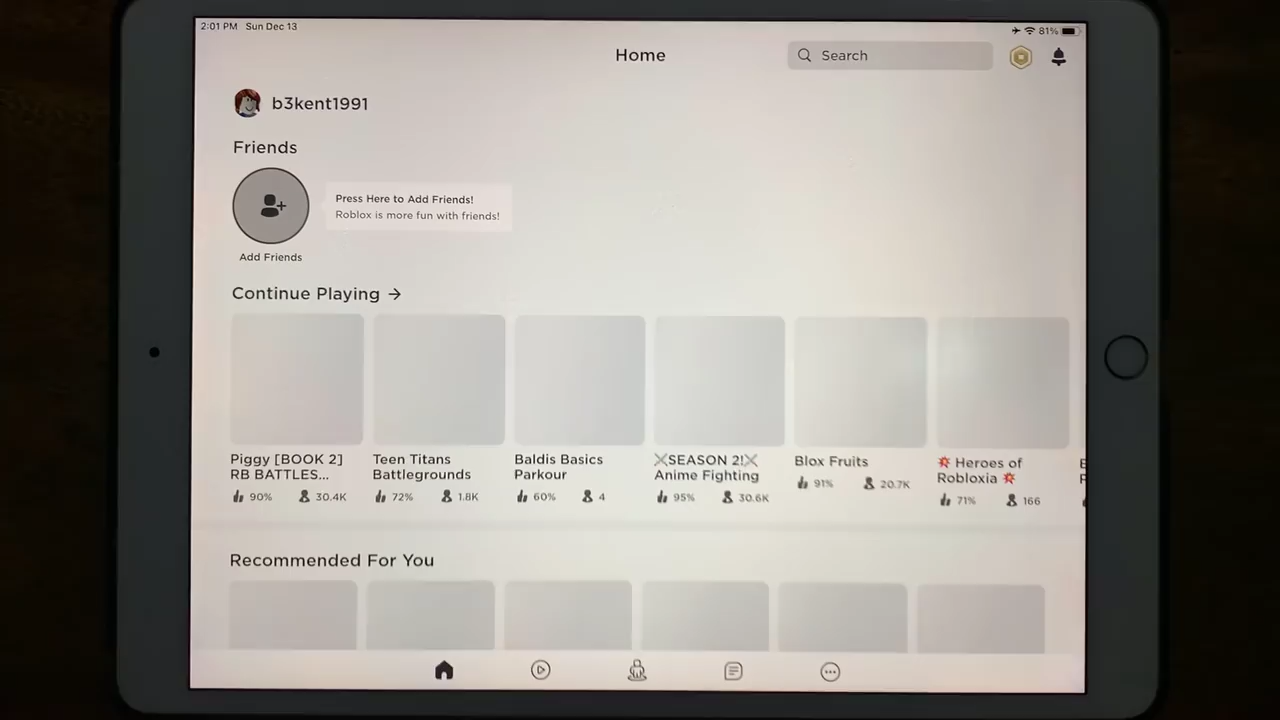 2:01 PM Sun Dec 13
81%
Home
Search
b3kent1991
Friends
Press Here to Add Friends!
Roblox is more fun with friends!
Add Friends
Continue Playing →
Piggy [BOOK 2]
RB BATTLES...
90% 30.4K
Teen Titans
Battlegrounds
72% 1.8K
Baldis Basics
Parkour
60% 4
⚔SEASON 2!⚔
Anime Fighting
95% 30.6K
Blox Fruits
91% 20.7K
💥 Heroes of
Robloxia 💥
71% 166
Recommended For You